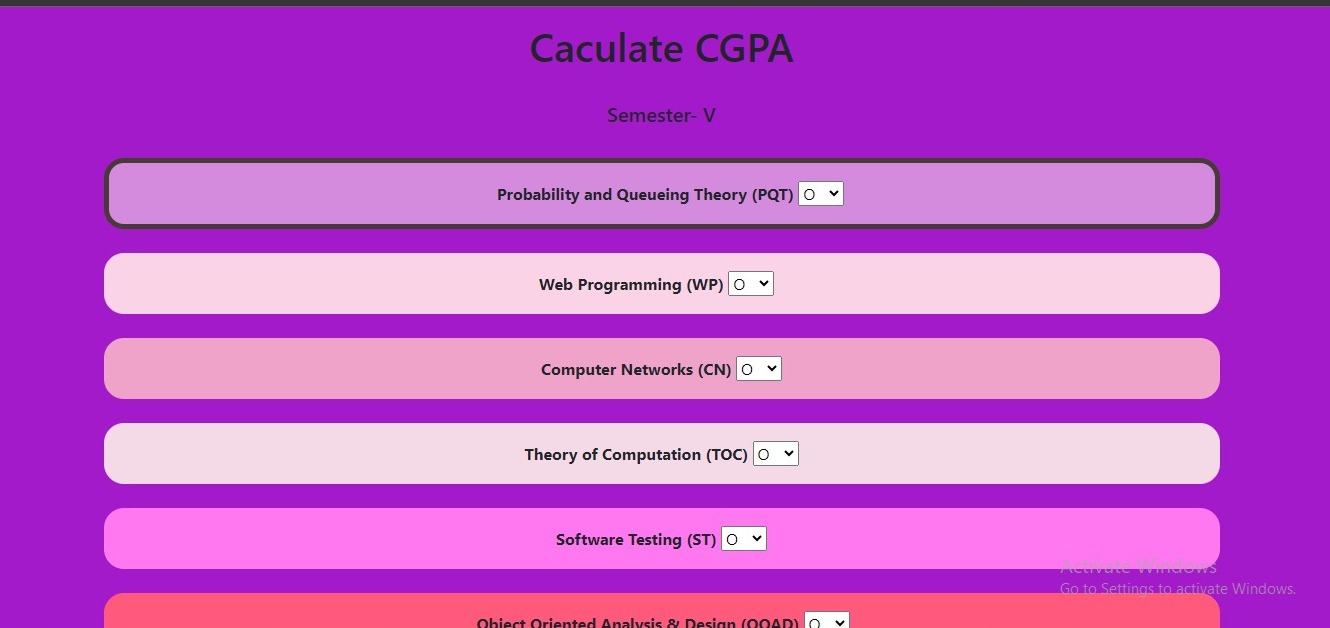 Caculate CGPA
Semester- V
Probability and Queueing Theory (PQT) O
Web Programming (WP) O
Computer Networks (CN) O
Theory of Computation (TOC) O
Software Testing (ST) O
Activate Windows
Go to Settings to activate Windows.
Object Oriented Analysis & Design (OOAD) O